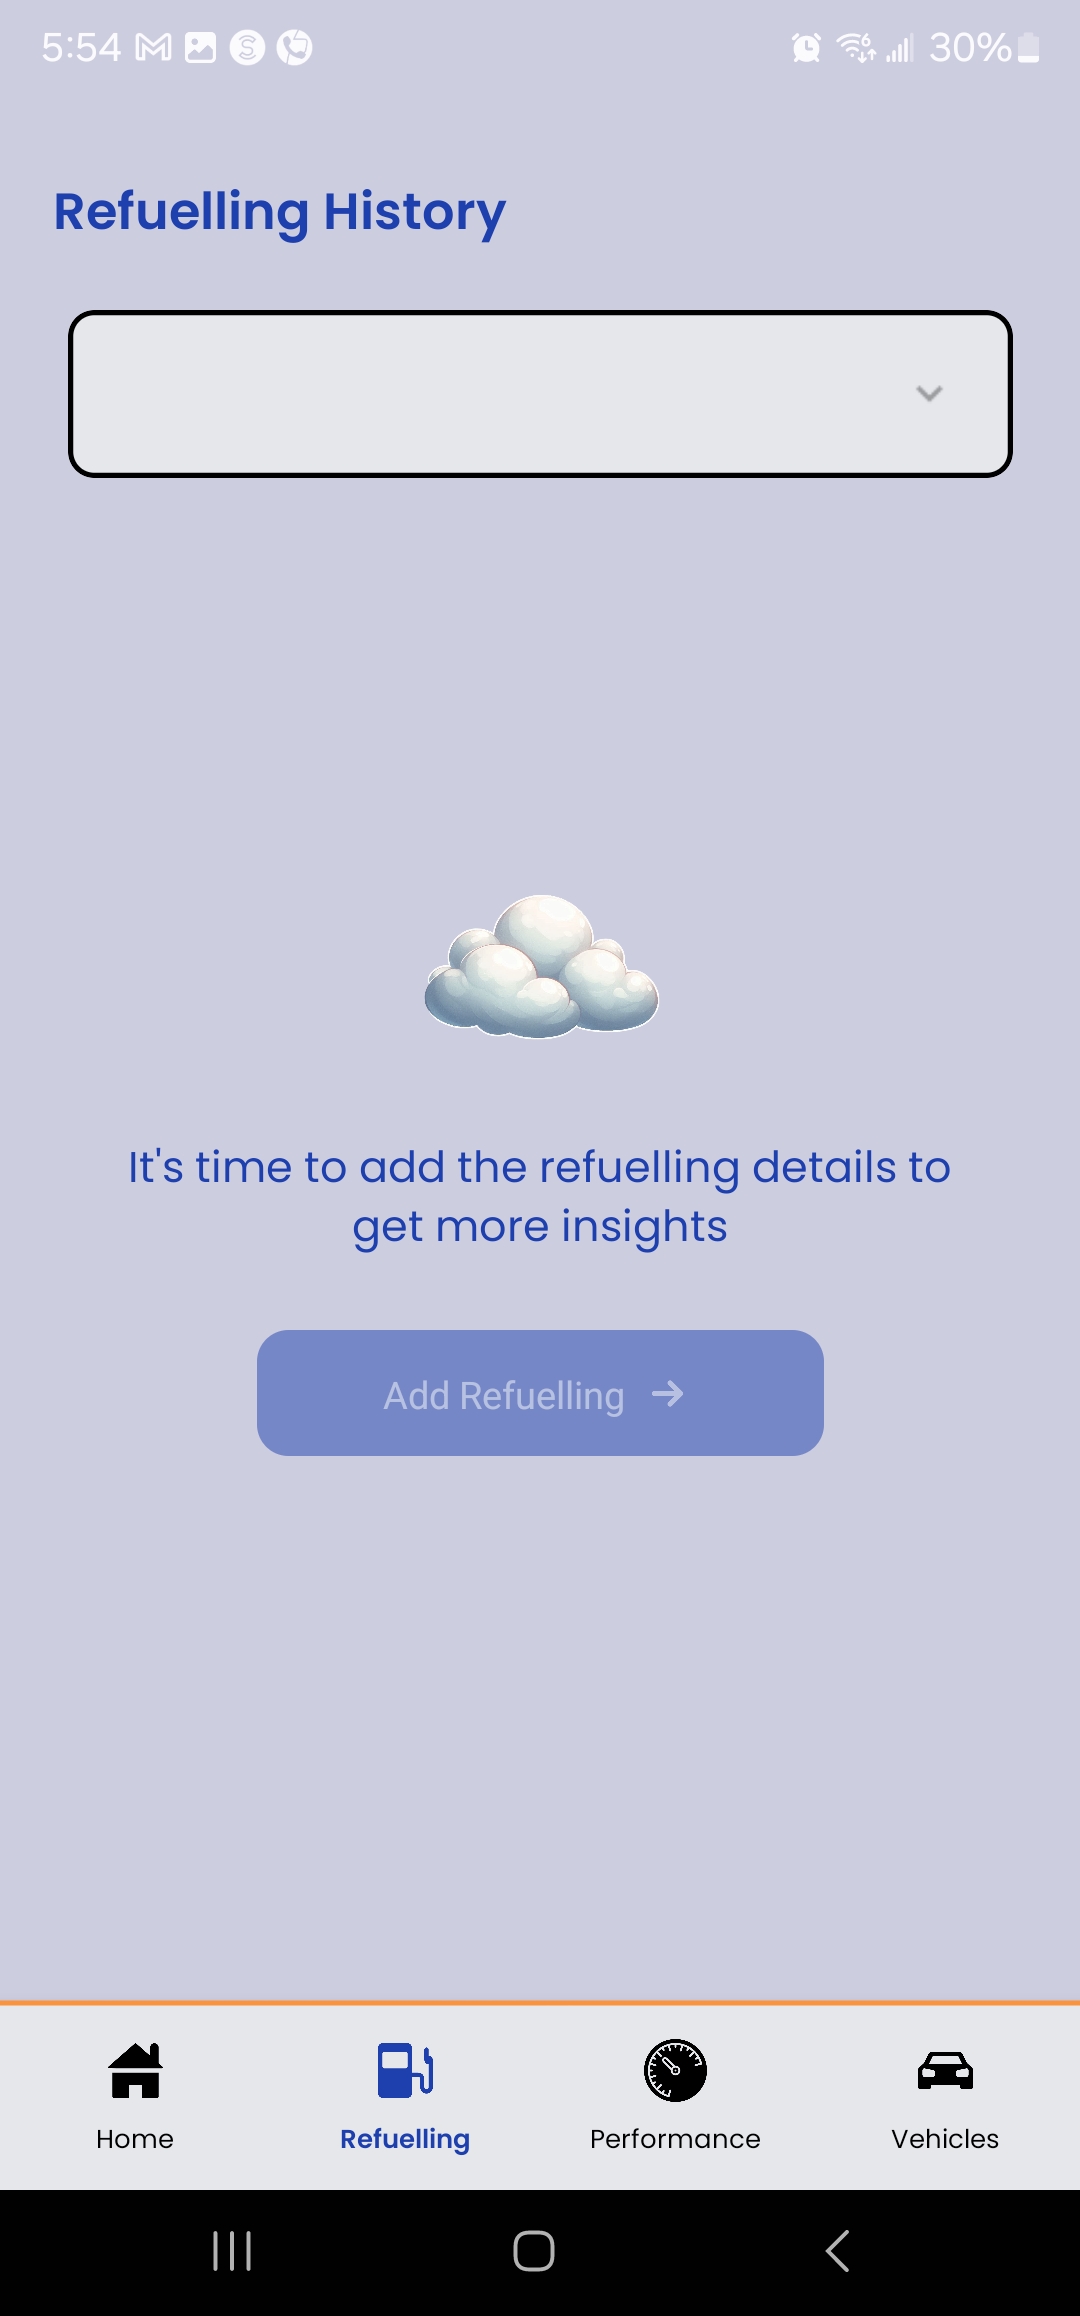 5:54
30%
Refuelling History
It's time to add the refuelling details to
get more insights
Add Refuelling
Home
Refuelling
Performance
Vehicles